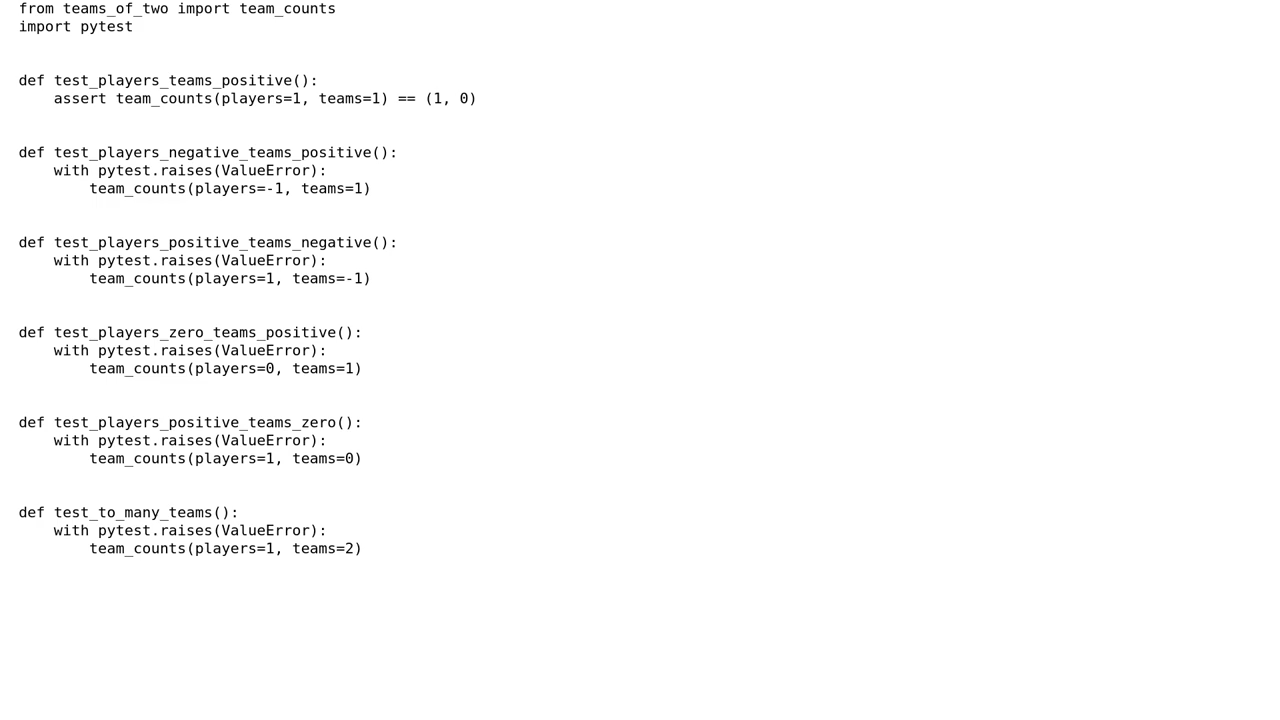 from teams_of_two import team_counts
import pytest
def test_players_teams_positive():
    assert team_counts(players=1, teams=1) == (1, 0)
def test_players_negative_teams_positive():
    with pytest.raises(ValueError):
        team_counts(players=-1, teams=1)
def test_players_positive_teams_negative():
    with pytest.raises(ValueError):
        team_counts(players=1, teams=-1)
def test_players_zero_teams_positive():
    with pytest.raises(ValueError):
        team_counts(players=0, teams=1)
def test_players_positive_teams_zero():
    with pytest.raises(ValueError):
        team_counts(players=1, teams=0)
def test_to_many_teams():
    with pytest.raises(ValueError):
        team_counts(players=1, teams=2)